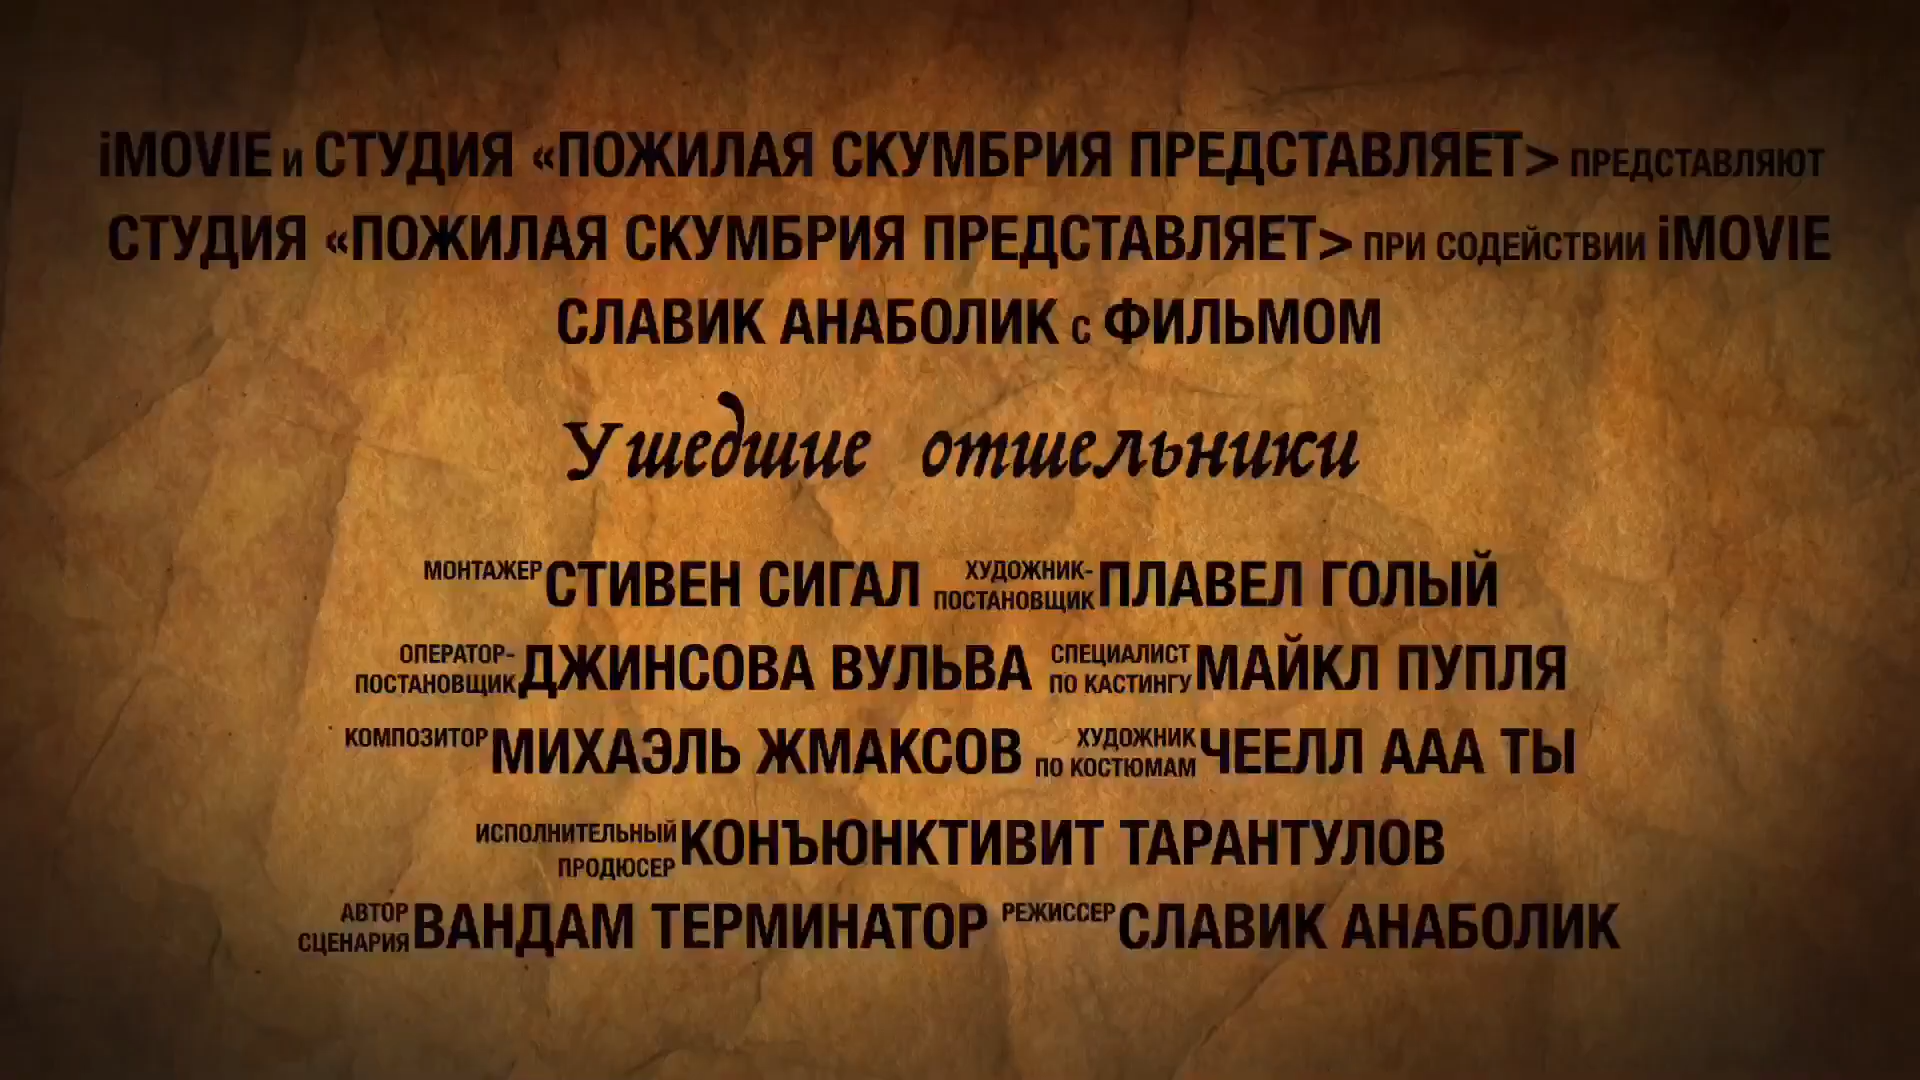 iMOVIE и СТУДИЯ «ПОЖИЛАЯ СКУМБРИЯ ПРЕДСТАВЛЯЕТ> ПРЕДСТАВЛЯЮТ
СТУДИЯ «ПОЖИЛАЯ СКУМБРИЯ ПРЕДСТАВЛЯЕТ> ПРИ СОДЕЙСТВИИ iMOVIE
СЛАВИК АНАБОЛИК С ФИЛЬМОМ
Ушедшие отшельники
МОНТАЖЕР СТИВЕН СИГАЛ ХУДОЖНИК-ПОСТАНОВЩИК ПЛАВЕЛ ГОЛЫЙ
ОПЕРАТОР-ПОСТАНОВЩИК ДЖИНСОВА ВУЛЬВА СПЕЦИАЛИСТ ПО КАСТИНГУ МАЙКЛ ПУПЛЯ
КОМПОЗИТОР МИХАЭЛЬ ЖМАКСОВ ХУДОЖНИК ПО КОСТЮМАМ ЧЕЕЛЛ ААА ТЫ
ИСПОЛНИТЕЛЬНЫЙ ПРОДЮСЕР КОНЪЮНКТИВИТ ТАРАНТУЛОВ
АВТОР СЦЕНАРИЯ ВАНДАМ ТЕРМИНАТОР РЕЖИССЕР СЛАВИК АНАБОЛИК